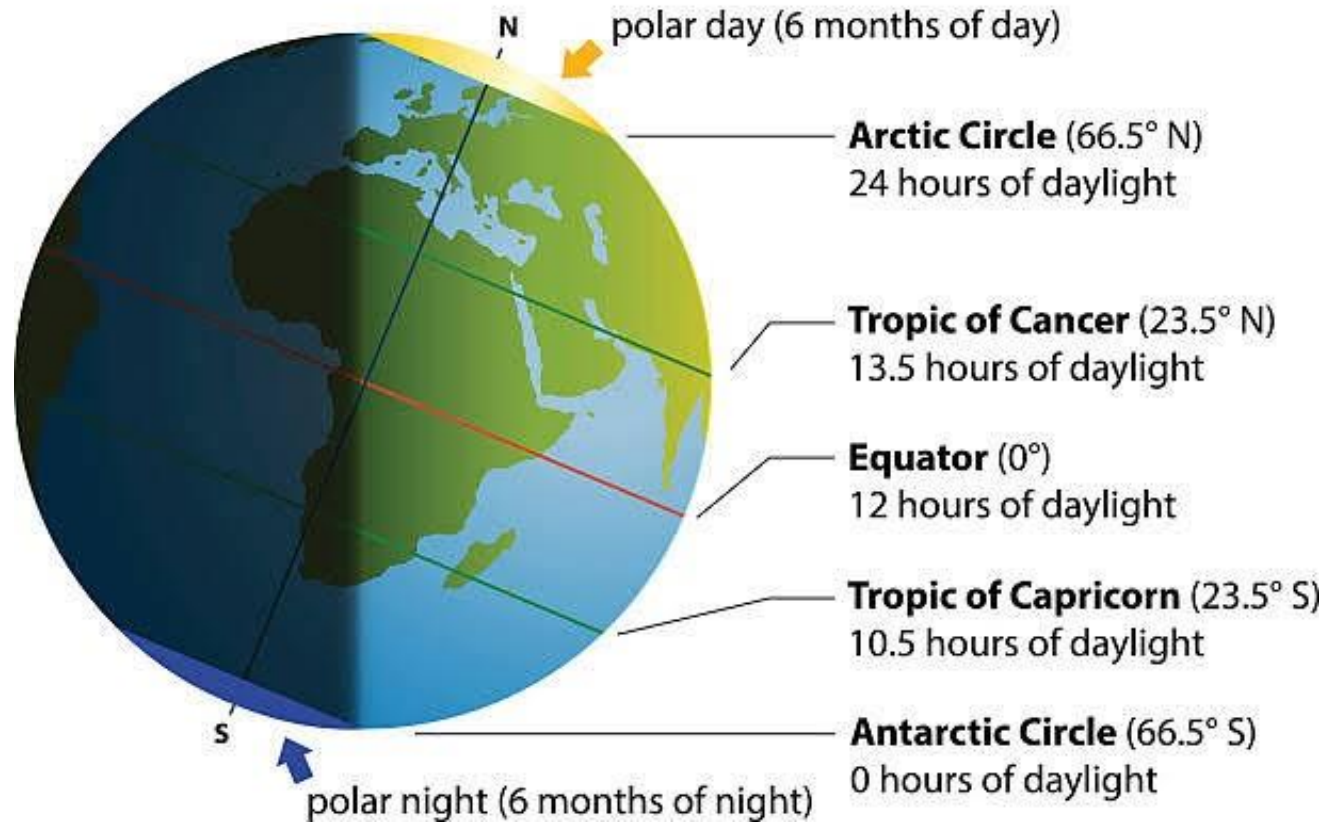 N
polar day (6 months of day)
Arctic Circle (66.5° N)
24 hours of daylight
Tropic of Cancer (23.5° N)
13.5 hours of daylight
Equator (0°)
12 hours of daylight
Tropic of Capricorn (23.5° S)
10.5 hours of daylight
Antarctic Circle (66.5° S)
0 hours of daylight
S
polar night (6 months of night)